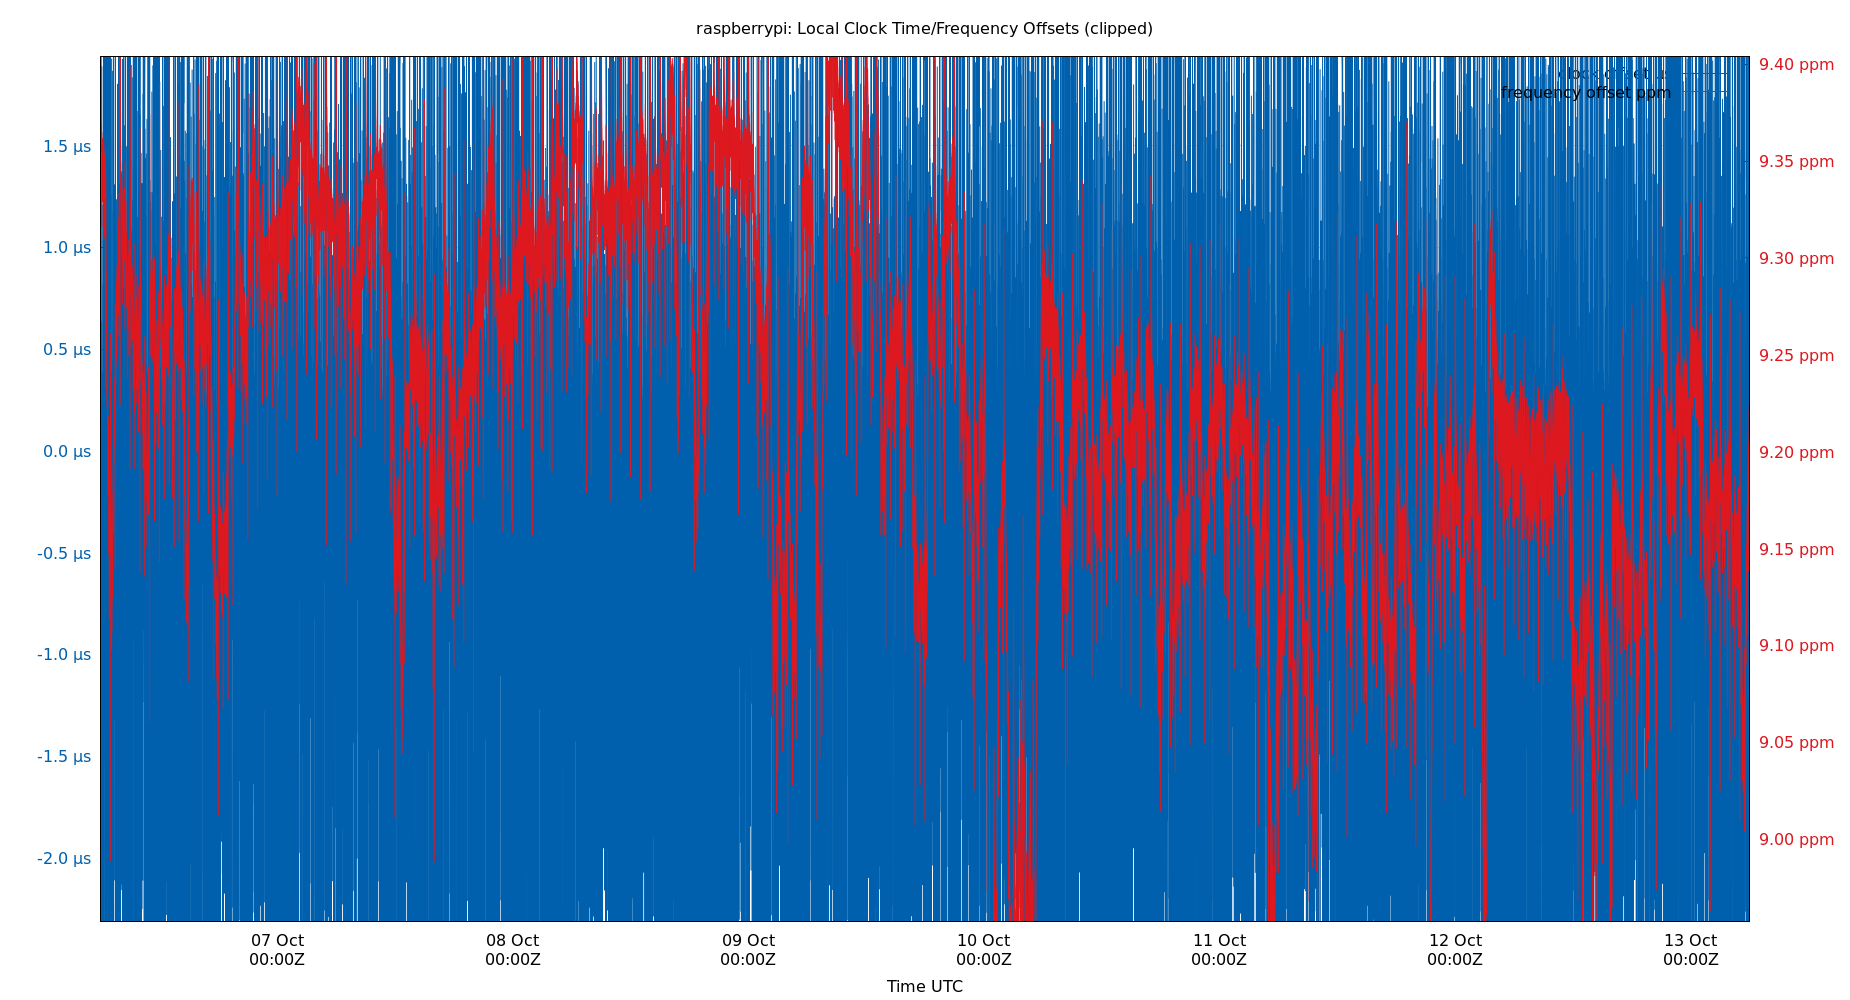 raspberrypi: Local Clock Time/Frequency Offsets (clipped)
clock offset μs
frequency offset ppm
1.5 μs
1.0 μs
0.5 μs
0.0 μs
-0.5 μs
-1.0 μs
-1.5 μs
-2.0 μs
9.40 ppm
9.35 ppm
9.30 ppm
9.25 ppm
9.20 ppm
9.15 ppm
9.10 ppm
9.05 ppm
9.00 ppm
07 Oct
00:00Z
08 Oct
00:00Z
09 Oct
00:00Z
10 Oct
00:00Z
11 Oct
00:00Z
12 Oct
00:00Z
13 Oct
00:00Z
Time UTC